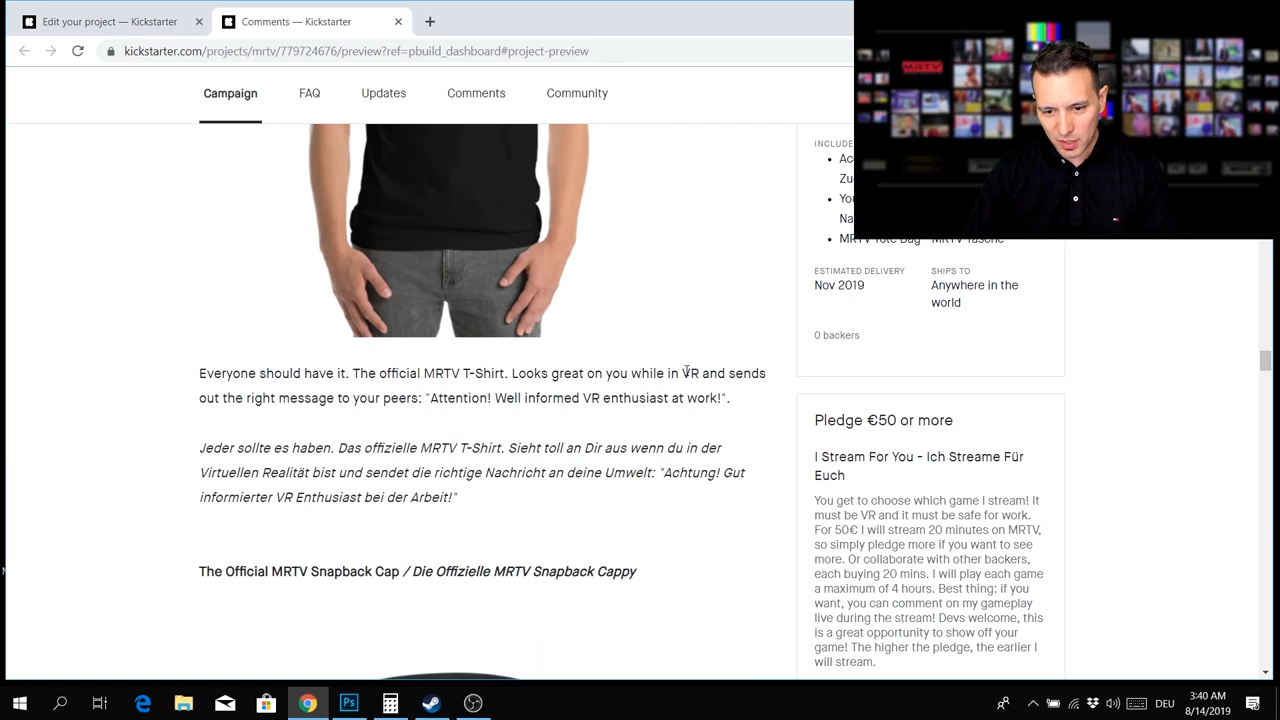 Edit your project — Kickstarter
Comments — Kickstarter
kickstarter.com/projects/mrtv/779724676/preview?ref=pbuild_dashboard#project-preview
MRTV
Campaign
FAQ
Updates
Comments
Community
INCLUDE
Ac
Zu
Yo
Na
MRTV Tote Bag - MRTV Tasche
ESTIMATED DELIVERY
SHIPS TO
Nov 2019
Anywhere in the
world
0 backers
Everyone should have it. The official MRTV T-Shirt. Looks great on you while in VR and sends
out the right message to your peers: "Attention! Well informed VR enthusiast at work!".
Jeder sollte es haben. Das offizielle MRTV T-Shirt. Sieht toll an Dir aus wenn du in der
Virtuellen Realität bist und sendet die richtige Nachricht an deine Umwelt: "Achtung! Gut
informierter VR Enthusiast bei der Arbeit!"
The Official MRTV Snapback Cap / Die Offizielle MRTV Snapback Cappy
Pledge €50 or more
I Stream For You - Ich Streame Für
Euch
You get to choose which game I stream! It
must be VR and it must be safe for work.
For 50€ I will stream 20 minutes on MRTV,
so simply pledge more if you want to see
more. Or collaborate with other backers,
each buying 20 mins. I will play each game
a maximum of 4 hours. Best thing: if you
want, you can comment on my gameplay
live during the stream! Devs welcome, this
is a great opportunity to show off your
game! The higher the pledge, the earlier I
will stream.
DEU
3:40 AM
8/14/2019